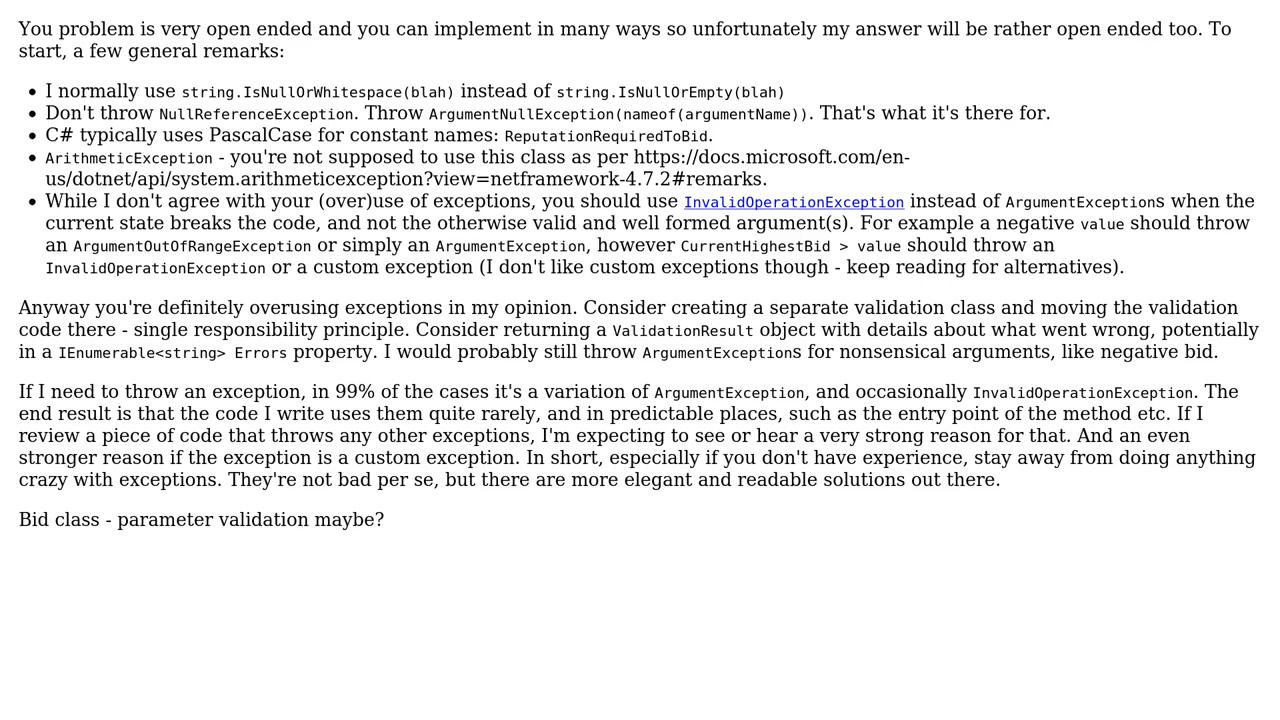 You problem is very open ended and you can implement in many ways so unfortunately my answer will be rather open ended too. To
start, a few general remarks:
• I normally use string.IsNullOrWhitespace(blah) instead of string.IsNullOrEmpty(blah)
• Don't throw NullReferenceException. Throw ArgumentNullException(nameof(argumentName)). That's what it's there for.
• C# typically uses PascalCase for constant names: ReputationRequiredToBid.
• ArithmeticException - you're not supposed to use this class as per https://docs.microsoft.com/en-
us/dotnet/api/system.arithmeticexception?view=netframework-4.7.2#remarks.
• While I don't agree with your (over)use of exceptions, you should use InvalidOperationException instead of ArgumentExceptions when the
current state breaks the code, and not the otherwise valid and well formed argument(s). For example a negative value should throw
an ArgumentOutOfRangeException or simply an ArgumentException, however CurrentHighestBid > value should throw an
InvalidOperationException or a custom exception (I don't like custom exceptions though - keep reading for alternatives).
Anyway you're definitely overusing exceptions in my opinion. Consider creating a separate validation class and moving the validation
code there - single responsibility principle. Consider returning a ValidationResult object with details about what went wrong, potentially
in a IEnumerable<string> Errors property. I would probably still throw ArgumentExceptions for nonsensical arguments, like negative bid.
If I need to throw an exception, in 99% of the cases it's a variation of ArgumentException, and occasionally InvalidOperationException. The
end result is that the code I write uses them quite rarely, and in predictable places, such as the entry point of the method etc. If I
review a piece of code that throws any other exceptions, I'm expecting to see or hear a very strong reason for that. And an even
stronger reason if the exception is a custom exception. In short, especially if you don't have experience, stay away from doing anything
crazy with exceptions. They're not bad per se, but there are more elegant and readable solutions out there.
Bid class - parameter validation maybe?